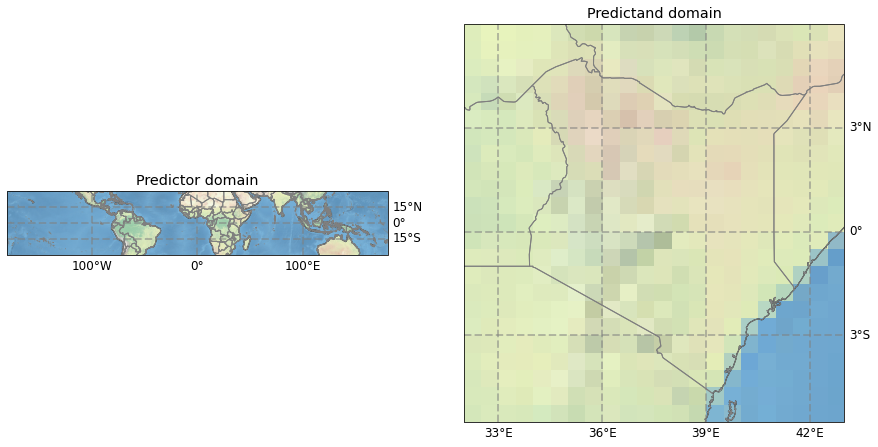 Predictor domain
15°N
0°
15°S
100°W 0° 100°E
Predictand domain
3°N
0°
3°S
33°E 36°E 39°E 42°E